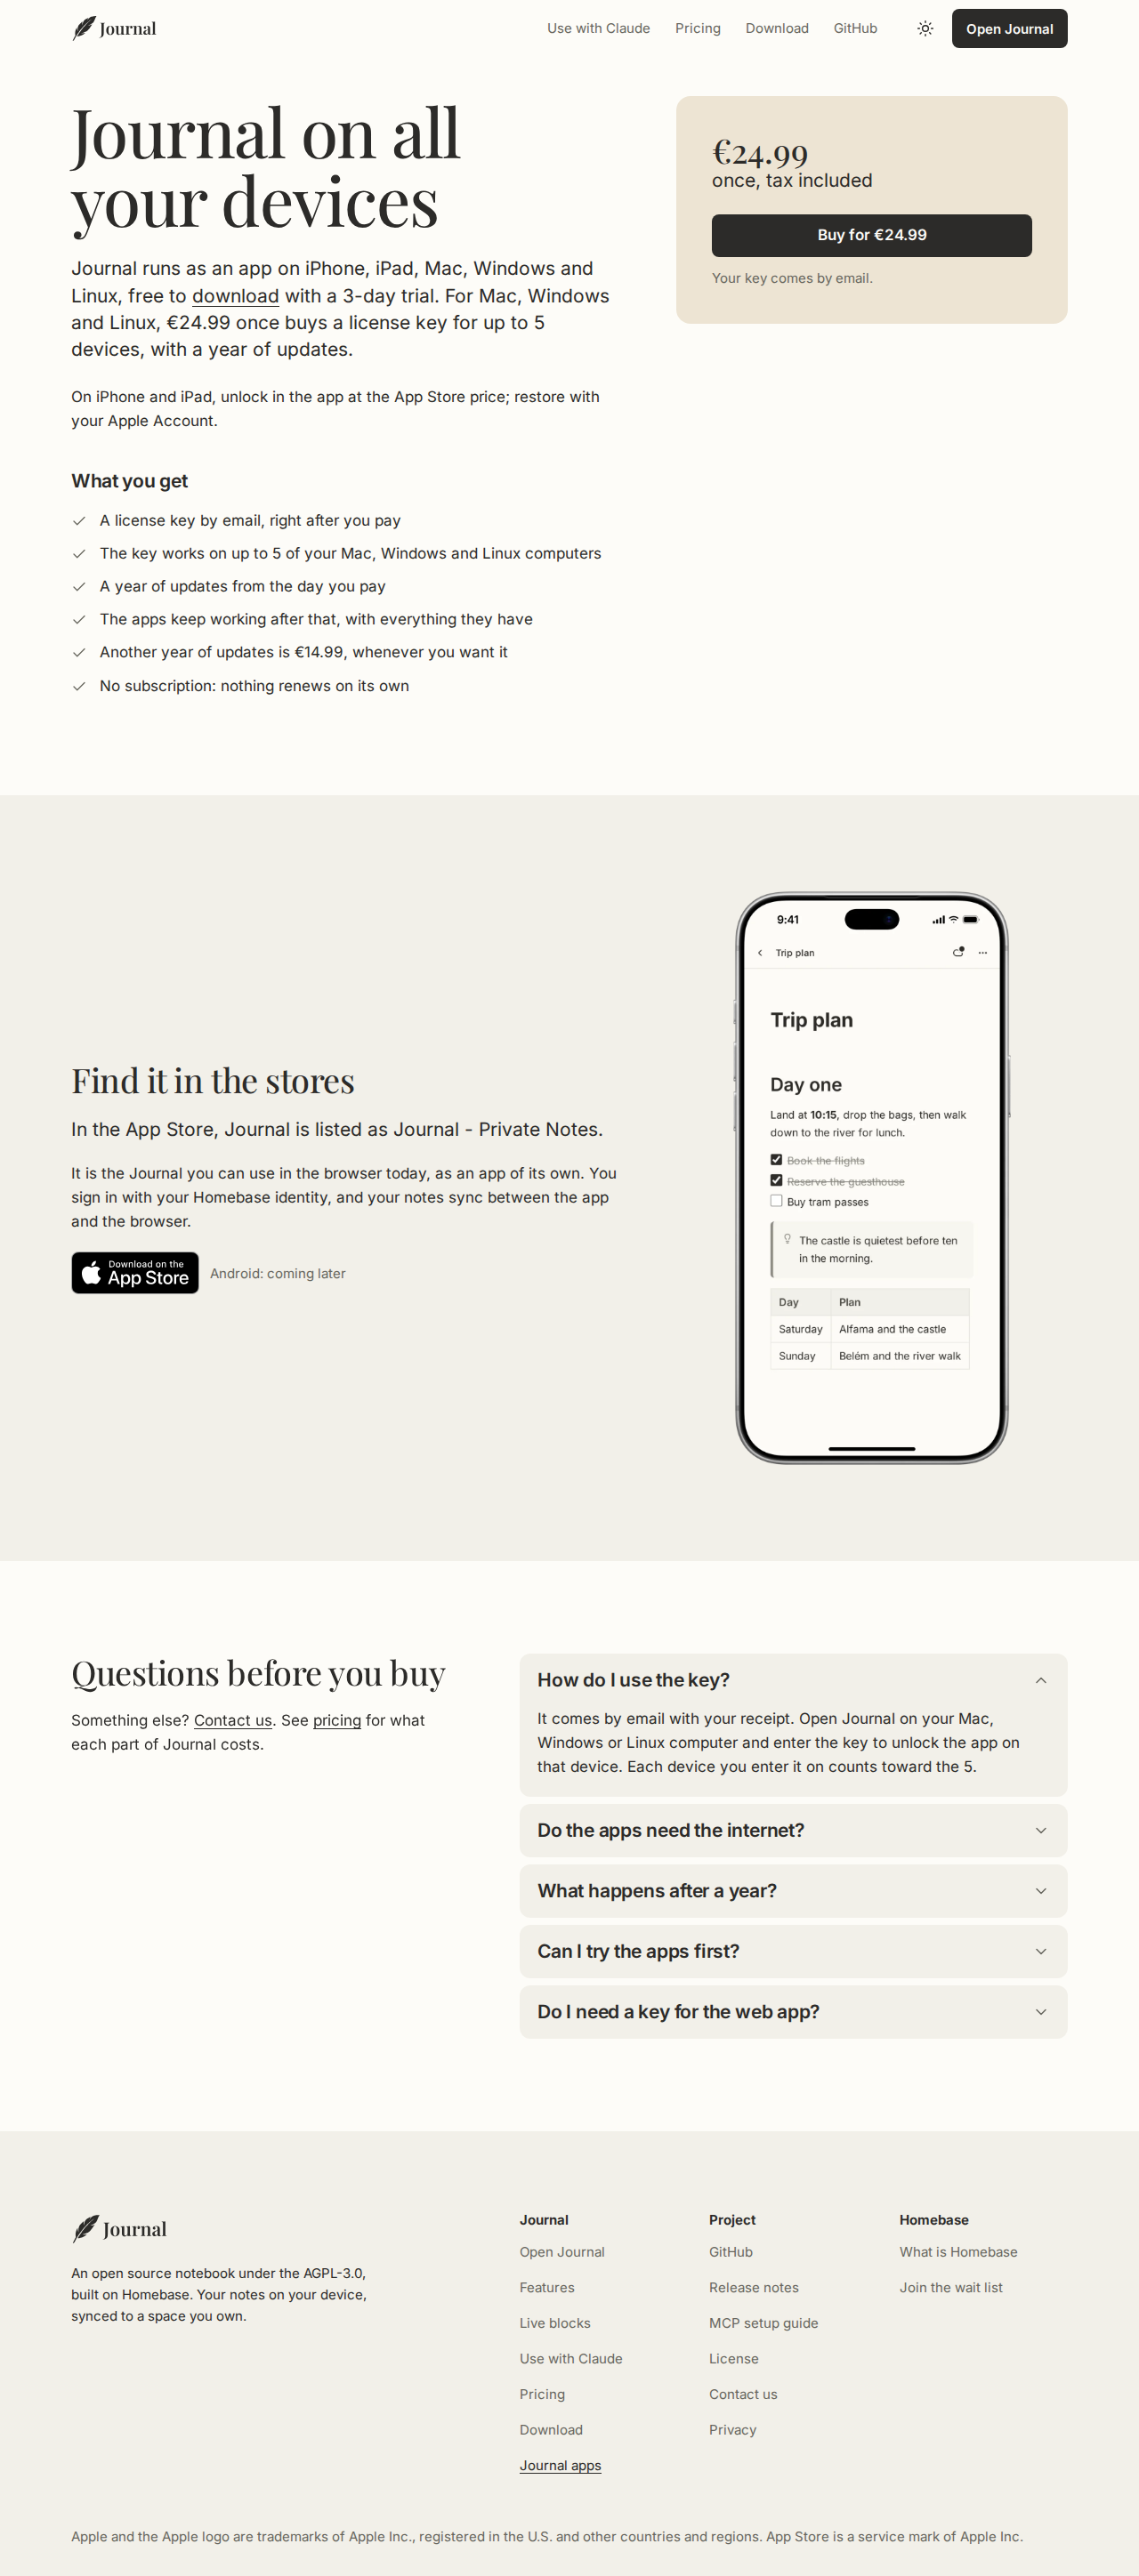 Journal
Use with Claude
Pricing
Download
GitHub
Open Journal
Journal on all
your devices
Journal runs as an app on iPhone, iPad, Mac, Windows and
Linux, free to download with a 3-day trial. For Mac, Windows
and Linux, €24.99 once buys a license key for up to 5
devices, with a year of updates.
On iPhone and iPad, unlock in the app at the App Store price; restore with
your Apple Account.
What you get
A license key by email, right after you pay
The key works on up to 5 of your Mac, Windows and Linux computers
A year of updates from the day you pay
The apps keep working after that, with everything they have
Another year of updates is €14.99, whenever you want it
No subscription: nothing renews on its own
€24.99
once, tax included
Buy for €24.99
Your key comes by email.
Find it in the stores
In the App Store, Journal is listed as Journal - Private Notes.
It is the Journal you can use in the browser today, as an app of its own. You
sign in with your Homebase identity, and your notes sync between the app
and the browser.
Download on the
App Store
Android: coming later
9:41
Trip plan
Trip plan
Day one
Land at 10:15, drop the bags, then walk
down to the river for lunch.
Book the flights
Reserve the guesthouse
Buy tram passes
The castle is quietest before ten
in the morning.
Day Plan
Saturday Alfama and the castle
Sunday Belém and the river walk
Questions before you buy
Something else? Contact us. See pricing for what
each part of Journal costs.
How do I use the key?
It comes by email with your receipt. Open Journal on your Mac,
Windows or Linux computer and enter the key to unlock the app on
that device. Each device you enter it on counts toward the 5.
Do the apps need the internet?
What happens after a year?
Can I try the apps first?
Do I need a key for the web app?
Journal
An open source notebook under the AGPL-3.0,
built on Homebase. Your notes on your device,
synced to a space you own.
Journal
Open Journal
Features
Live blocks
Use with Claude
Pricing
Download
Journal apps
Project
GitHub
Release notes
MCP setup guide
License
Contact us
Privacy
Homebase
What is Homebase
Join the wait list
Apple and the Apple logo are trademarks of Apple Inc., registered in the U.S. and other countries and regions. App Store is a service mark of Apple Inc.